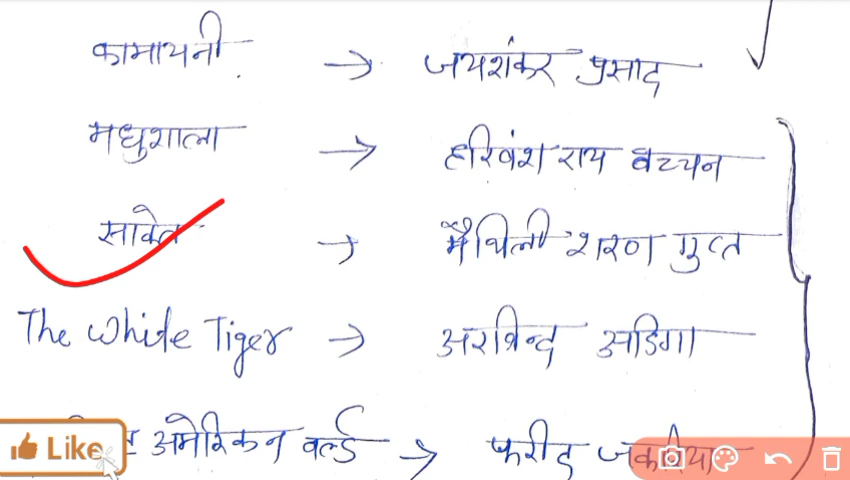 कामायनी → जयशंकर प्रसाद
मधुशाला → हरिवंश राय बच्चन
साकेत → मैथिली शरण गुप्त
The White Tiger → अरविन्द अडिगा
अमेरिकन वर्ल्ड → फरीद जकरिया
Like